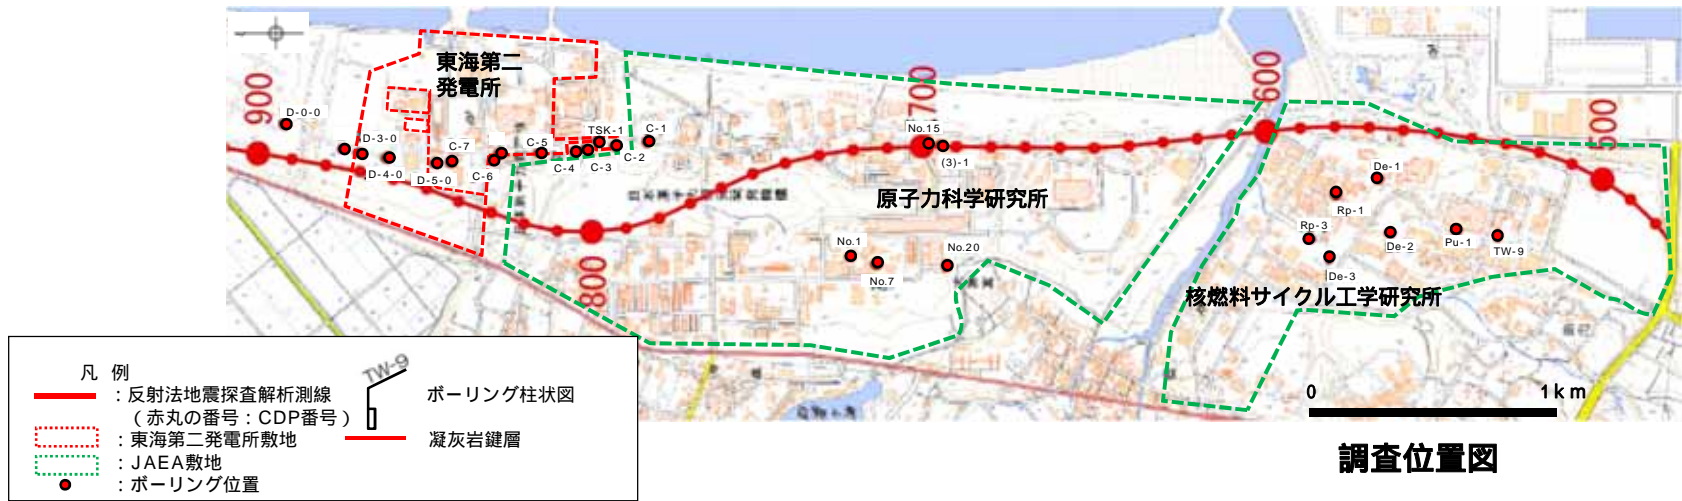 東海第二
発電所
900
D-0-0
D-3-0
D-4-0
D-5-0
C-7
C-6
C-5
C-4
TSK-1
C-3
C-2
C-1
800
700
No.15
(3)-1
原子力科学研究所
No.1
No.7
No.20
600
500
De-1
Rp-1
Rp-3
De-2
De-3
Pu-1
TW-9
核燃料サイクル工学研究所
0 1km
調査位置図
凡 例
:反射法地震探査解析測線
(赤丸の番号:CDP番号)
:東海第二発電所敷地
:JAEA敷地
:ボーリング位置
TW-9
ボーリング柱状図
凝灰岩鍵層